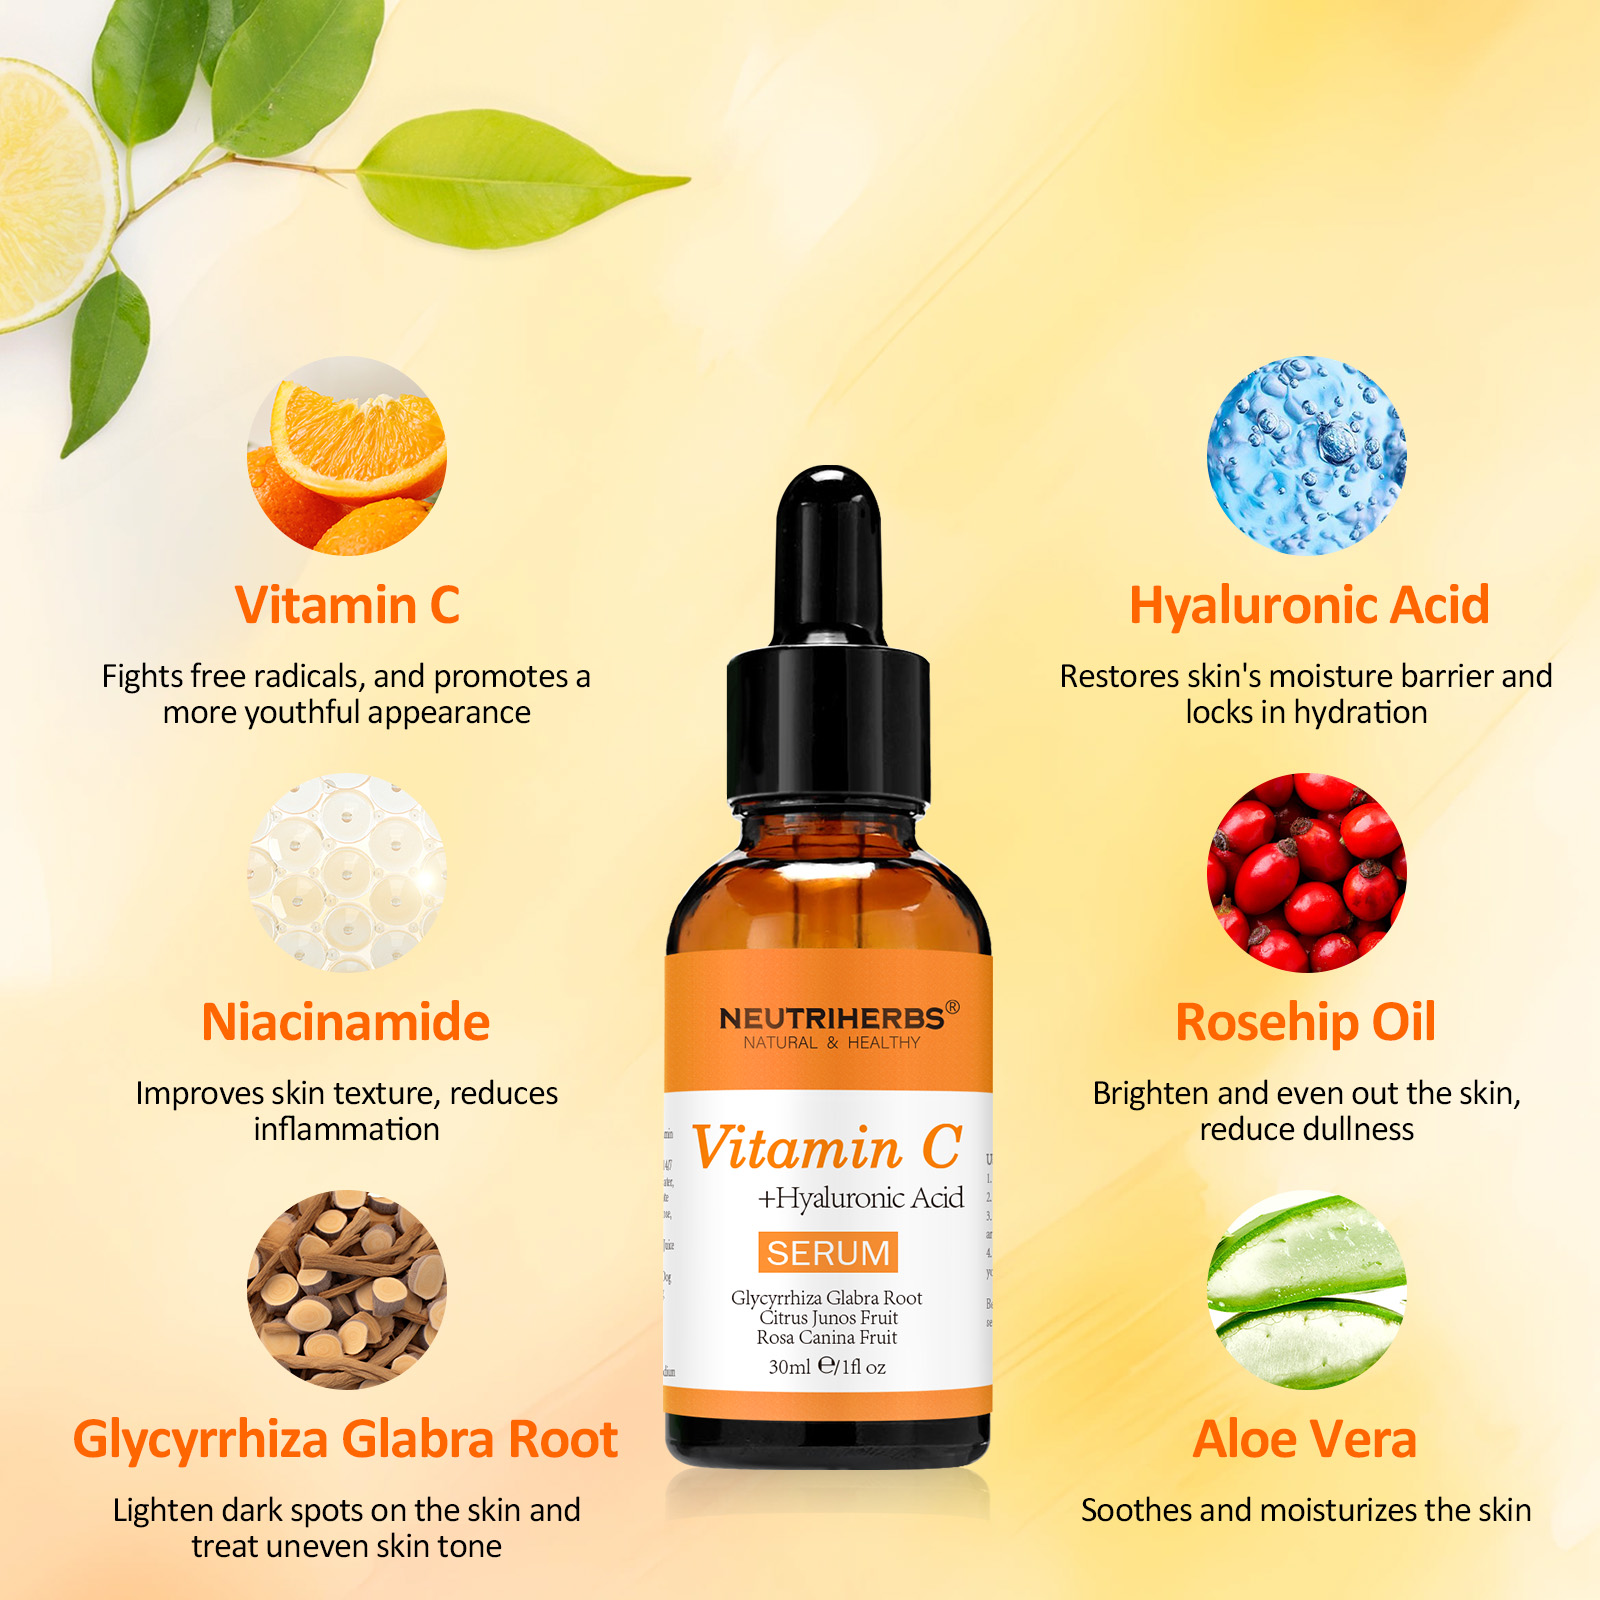 Vitamin C
Fights free radicals, and promotes a
more youthful appearance
Niacinamide
Improves skin texture, reduces
inflammation
Glycyrrhiza Glabra Root
Lighten dark spots on the skin and
treat uneven skin tone
NEUTRIHERBS®
NATURAL & HEALTHY
Vitamin C
+Hyaluronic Acid
SERUM
Glycyrrhiza Glabra Root
Citrus Junos Fruit
Rosa Canina Fruit
30ml ℮/1fl oz
Hyaluronic Acid
Restores skin's moisture barrier and
locks in hydration
Rosehip Oil
Brighten and even out the skin,
reduce dullness
Aloe Vera
Soothes and moisturizes the skin